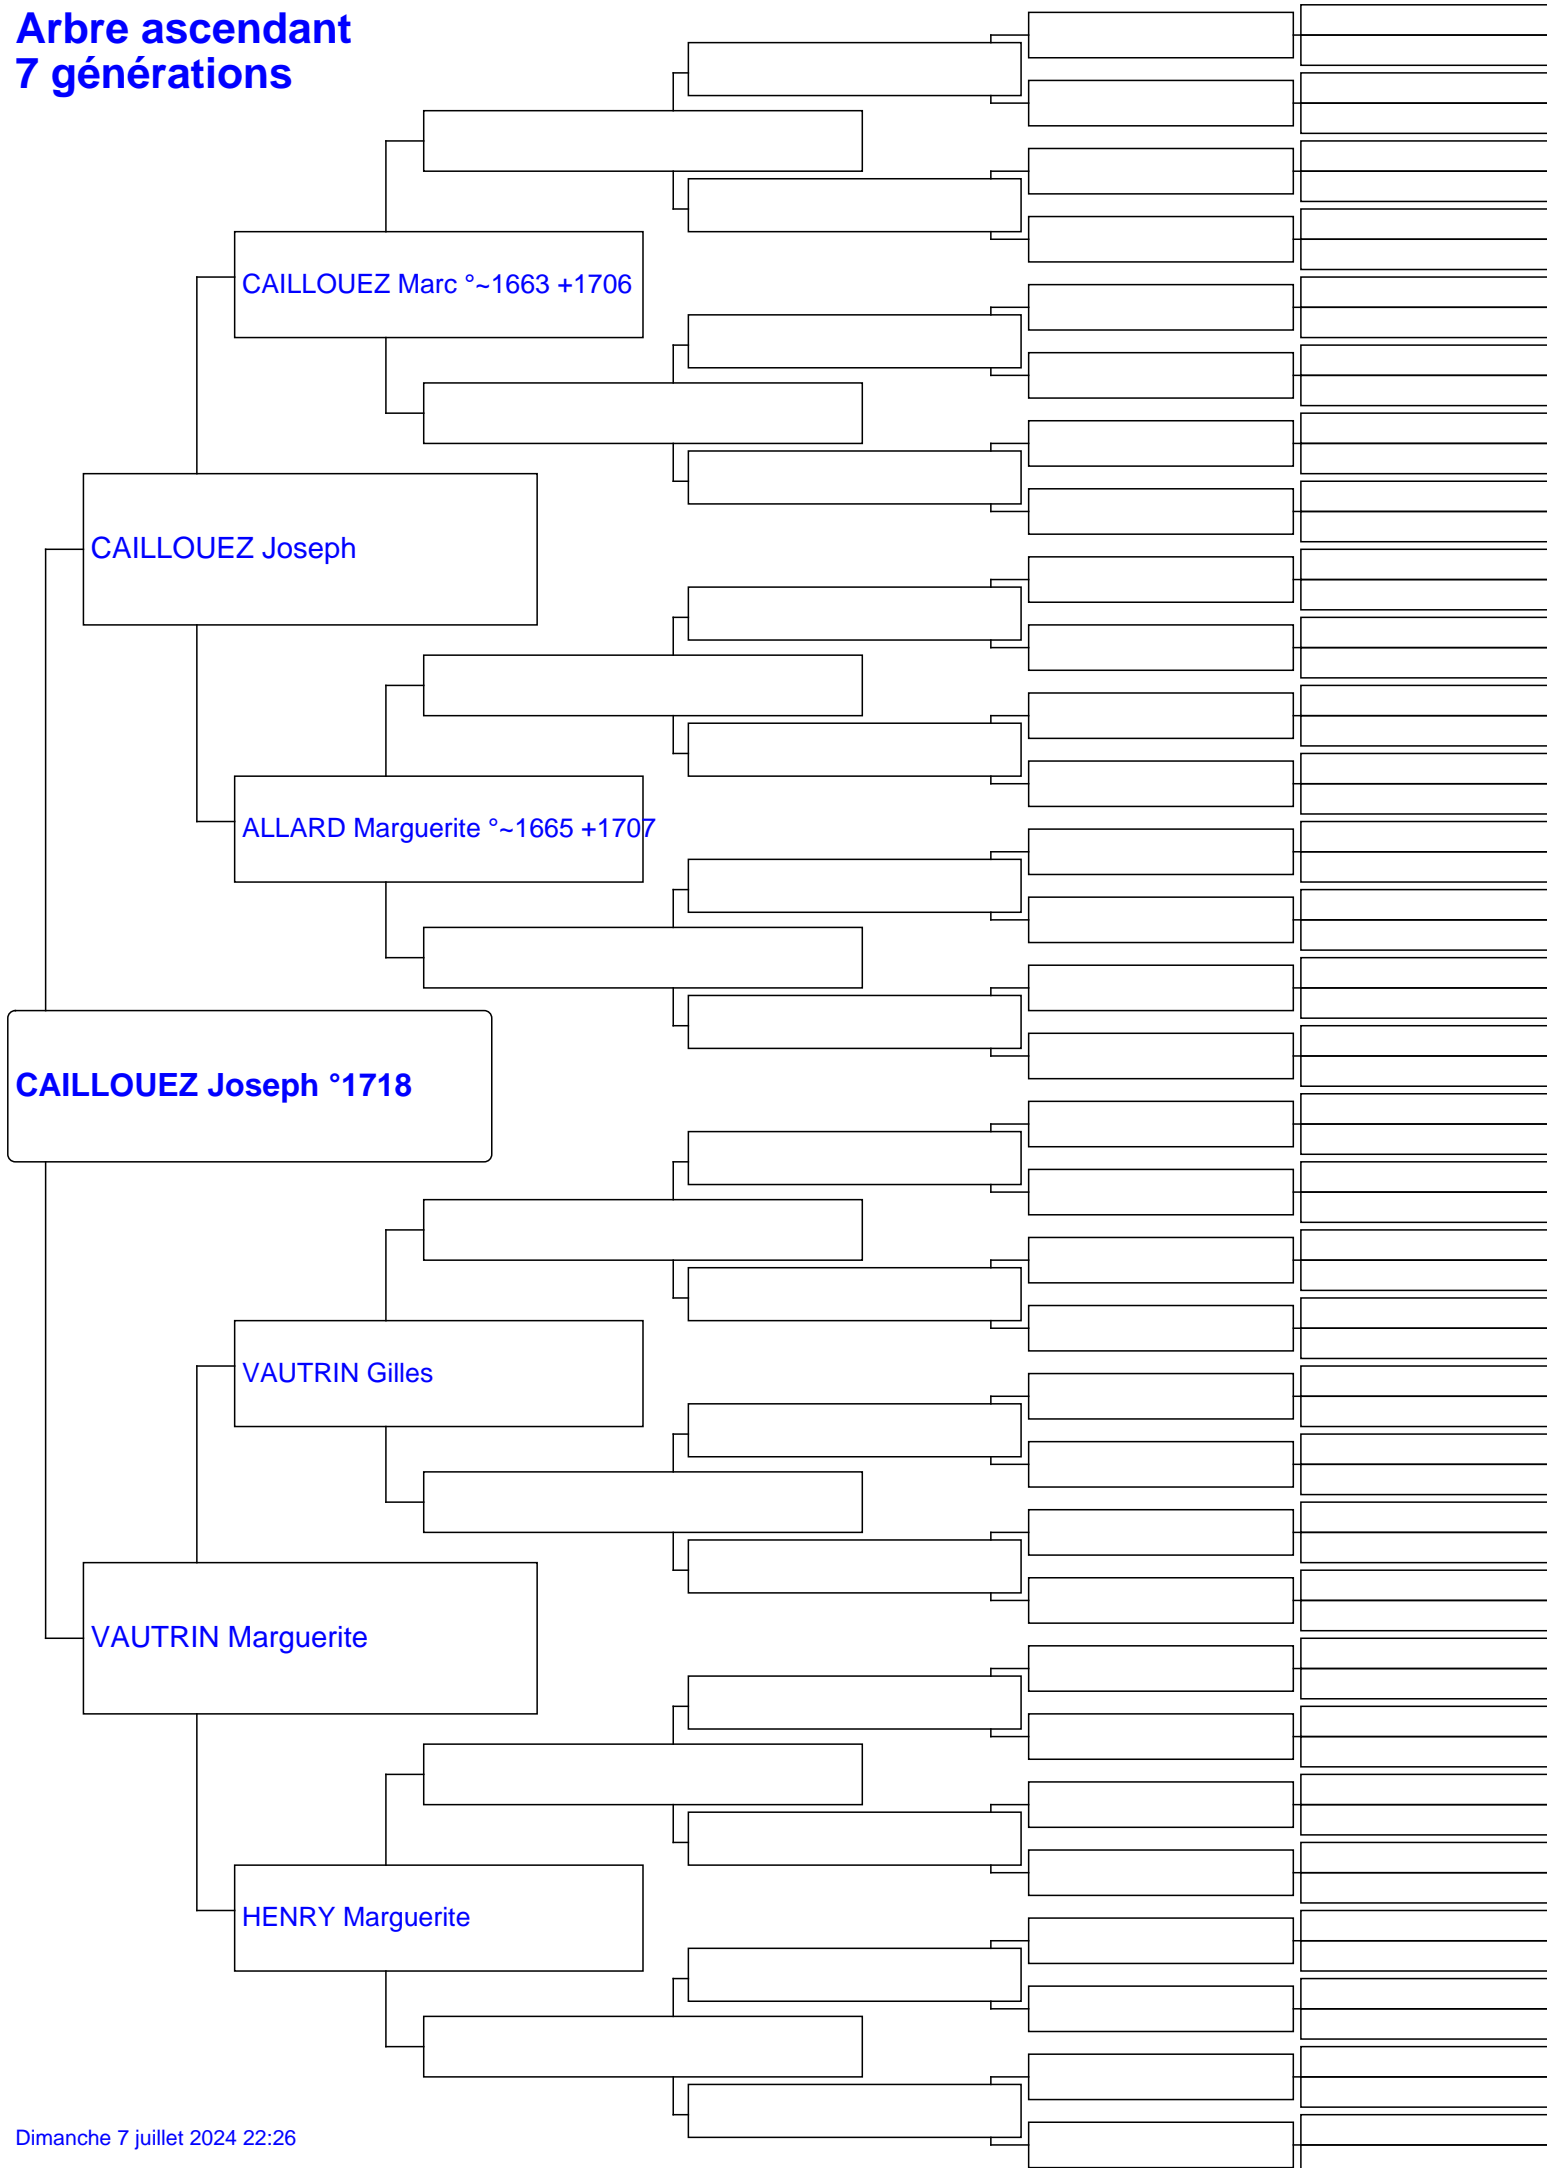 Arbre ascendant
7 générations
CAILLOUEZ Marc °~1663 +1706
CAILLOUEZ Joseph
ALLARD Marguerite °~1665 +1707
CAILLOUEZ Joseph °1718
VAUTRIN Gilles
VAUTRIN Marguerite
HENRY Marguerite
Dimanche 7 juillet 2024 22:26